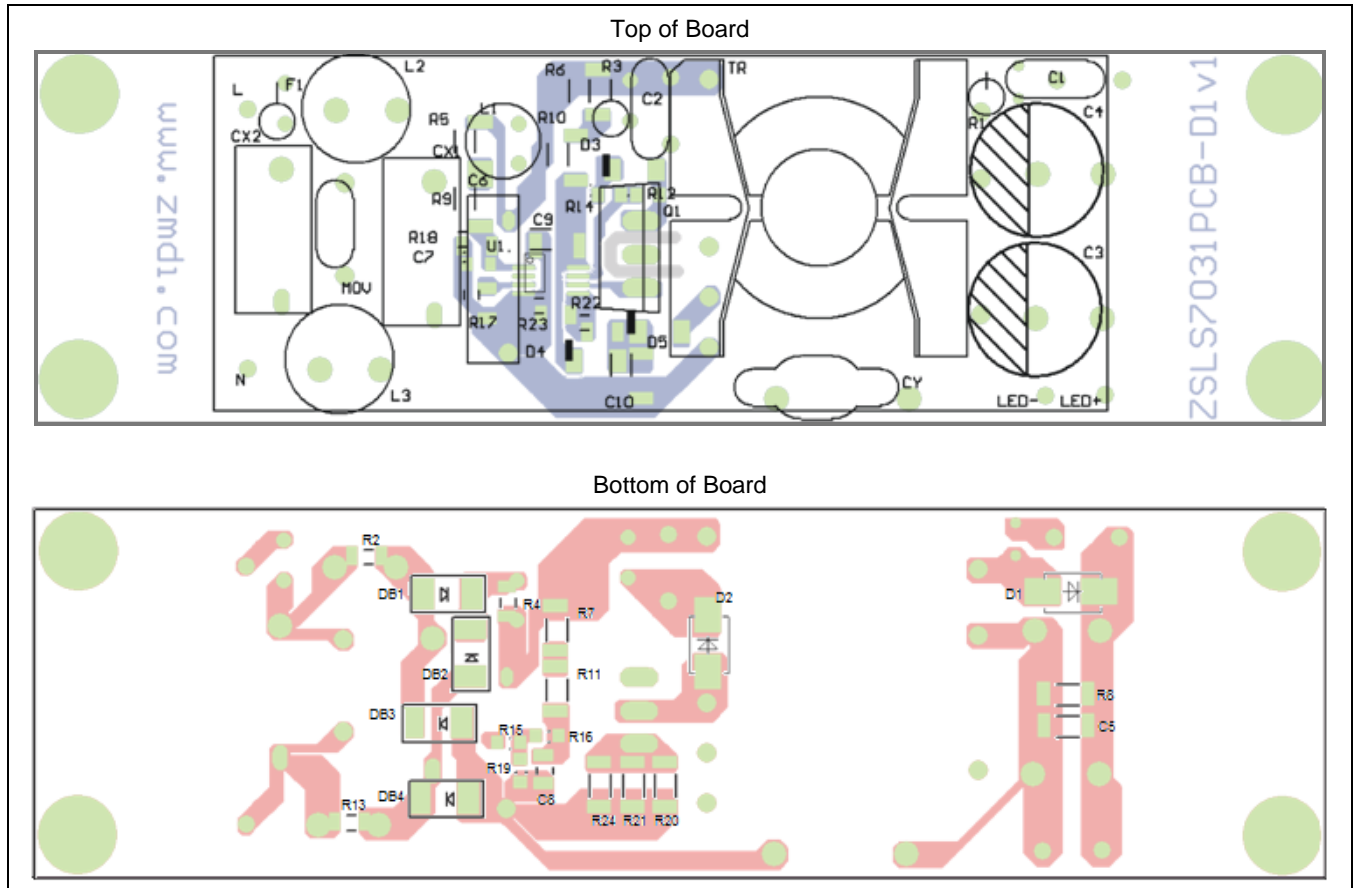 Top of Board
L
F1
L2
CX2
R5
L1
CX1
R10
R6
R3
D3
C2
TR
R1
C1
C4
www.zmdi.com
ZSLS7031PCB-D1v1
C6
R9
R18
C7
U1.
C9
R14
R12
Q1
MOV
R17
R23
R22
D4
D5
C3
N
L3
C10
CY
LED-
LED+
Bottom of Board
R2
DB1
R4
R7
D2
D1
DB2
R11
DB3
R15
R16
R8
C5
R19
DB4
C8
R13
R24
R21
R20